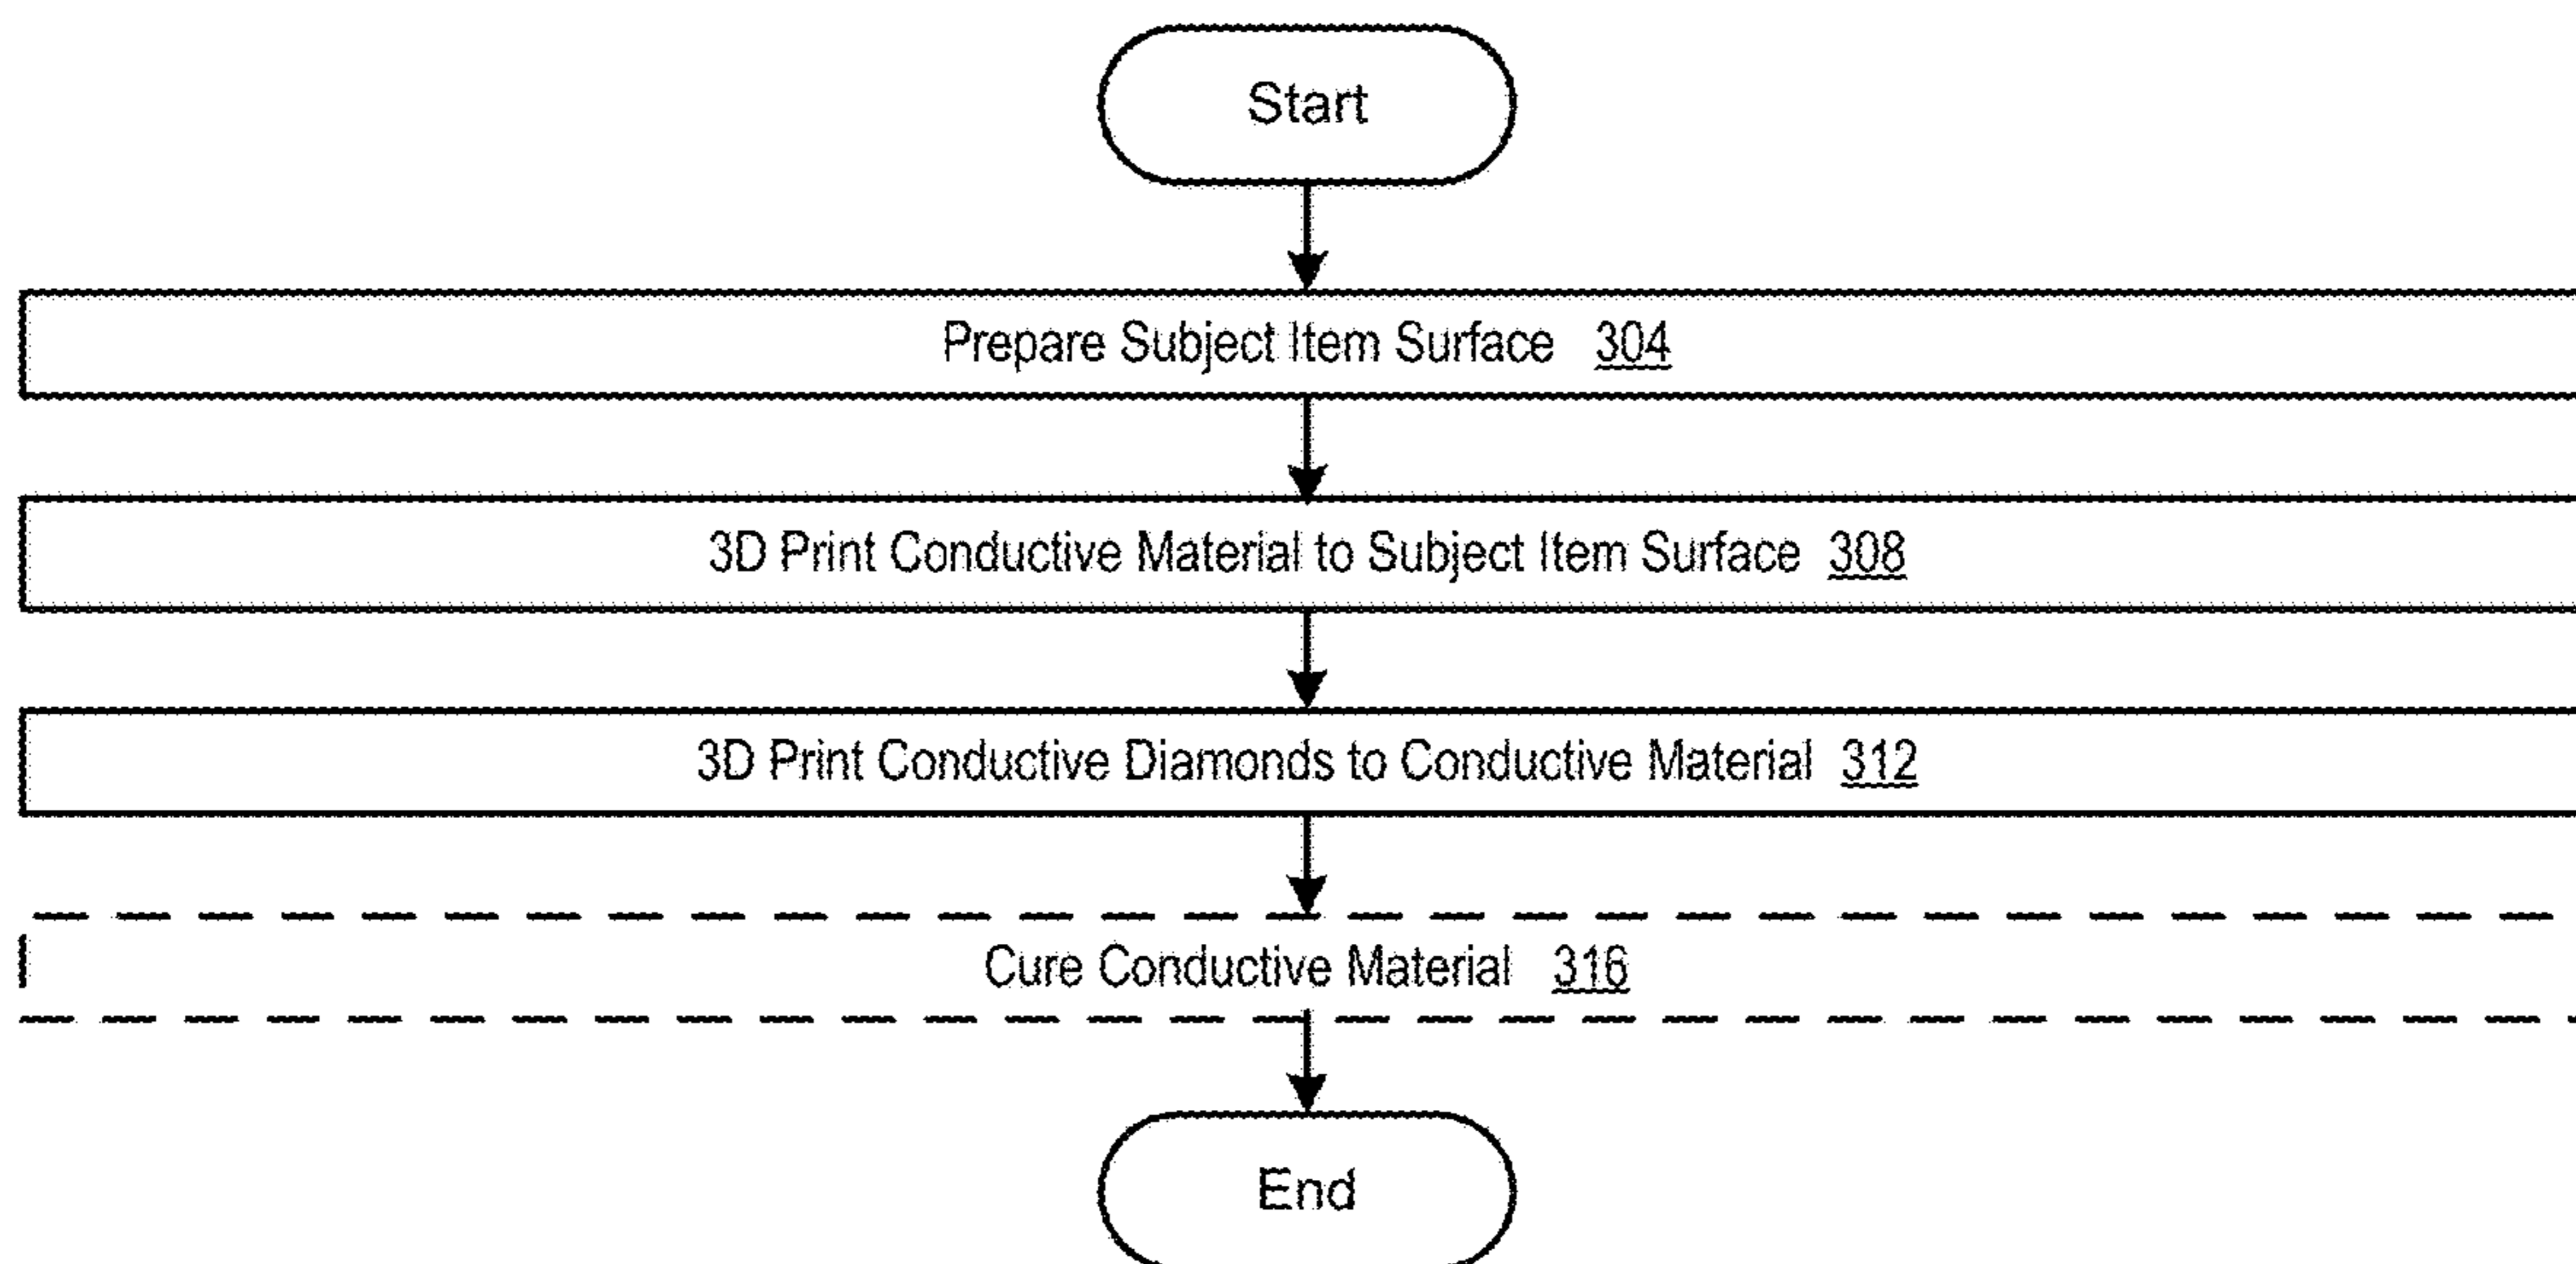 Start
Prepare Subject Item Surface 304
3D Print Conductive Material to Subject Item Surface 308
3D Print Conductive Diamonds to Conductive Material 312
Cure Conductive Material 316
End